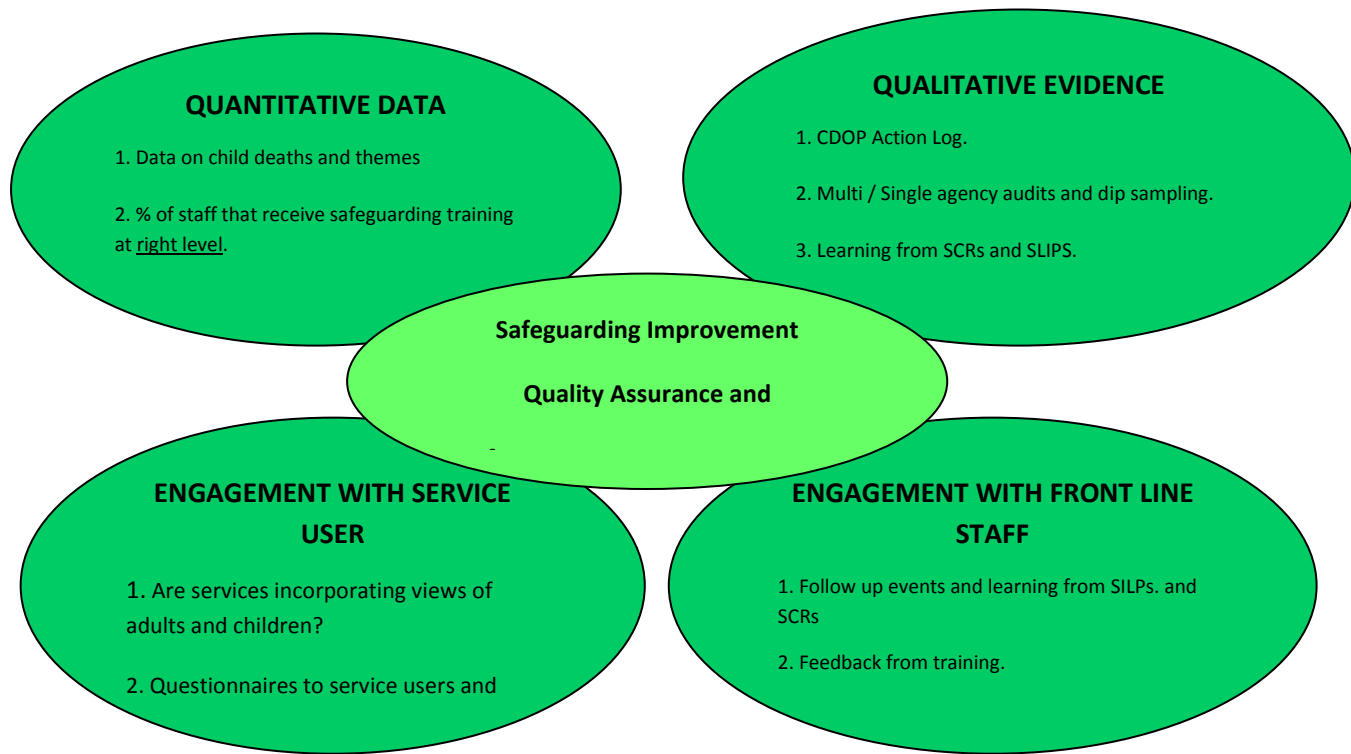 QUANTITATIVE DATA
1. Data on child deaths and themes
2. % of staff that receive safeguarding training
at right level.
QUALITATIVE EVIDENCE
1. CDOP Action Log.
2. Multi / Single agency audits and dip sampling.
3. Learning from SCRs and SLIPS.
Safeguarding Improvement
Quality Assurance and
ENGAGEMENT WITH SERVICE
USER
1. Are services incorporating views of
adults and children?
2. Questionnaires to service users and
ENGAGEMENT WITH FRONT LINE
STAFF
1. Follow up events and learning from SILPs. and
SCRs
2. Feedback from training.